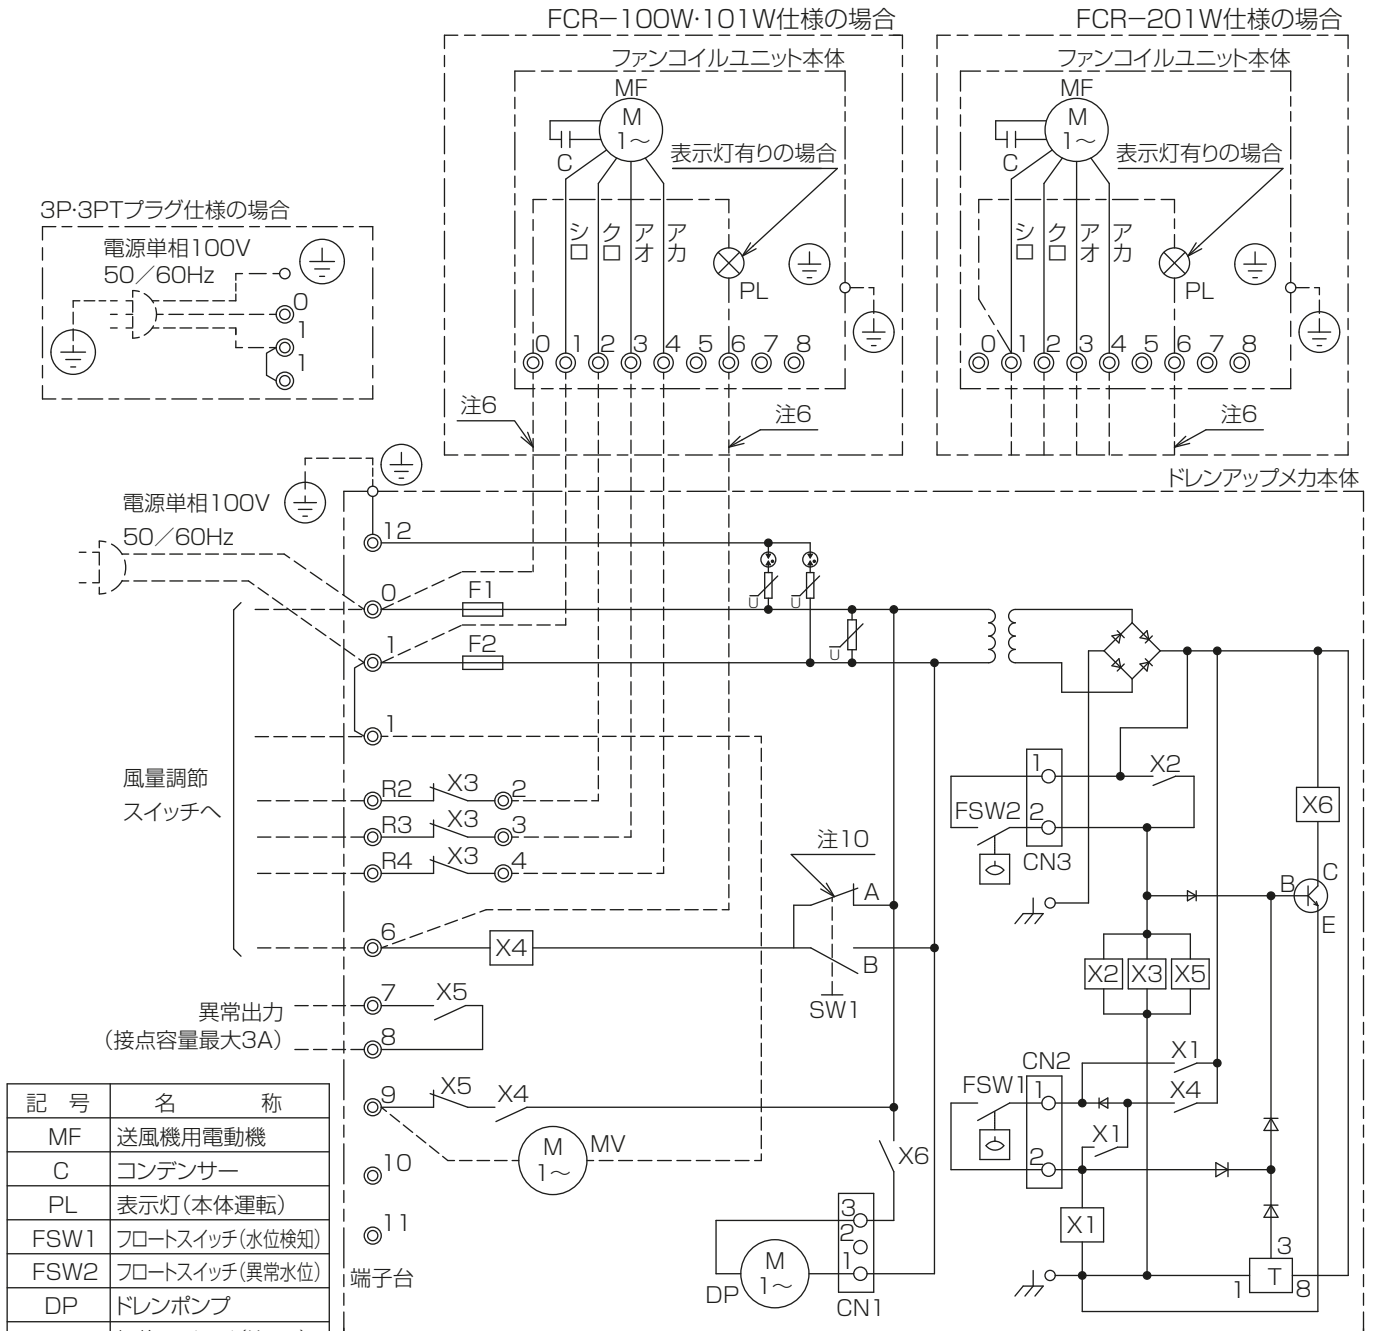 FCR−100W・101W仕様の場合
FCR−201W仕様の場合
ファンコイルユニット本体
ファンコイルユニット本体
MF
M
1～
C
表示灯有りの場合
シロ
クロ
アオ
アカ
PL
0 1 2 3 4 5 6 7 8
注6
注6
MF
M
1～
C
表示灯有りの場合
シロ
クロ
アオ
アカ
PL
0 1 2 3 4 5 6 7 8
注6
3P・3PTプラグ仕様の場合
電源単相100V
50／60Hz
0
1
1
ドレンアップメカ本体
電源単相100V
50／60Hz
12
0
F1
U
U
1
F2
U
1
風量調節
スイッチへ
R2 X3 2
R3 X3 3
R4 X3 4
6
X4
注10
A
B
SW1
1
X2
FSW2 2
CN3
X6
B
C
E
X2 X3 X5
異常出力
（接点容量最大3A）
7
X5
8
9
X5
X4
M
1～
MV
10
11
端子台
X6
3
2
1
CN1
M
1～
DP
CN2
FSW1 1
2
X1
X4
X1
X1
3
T
1
8
記 号 名 称
MF 送風機用電動機
C コンデンサー
PL 表示灯（本体運転）
FSW1 フロートスイッチ（水位検知）
FSW2 フロートスイッチ（異常水位）
DP ドレンポンプ